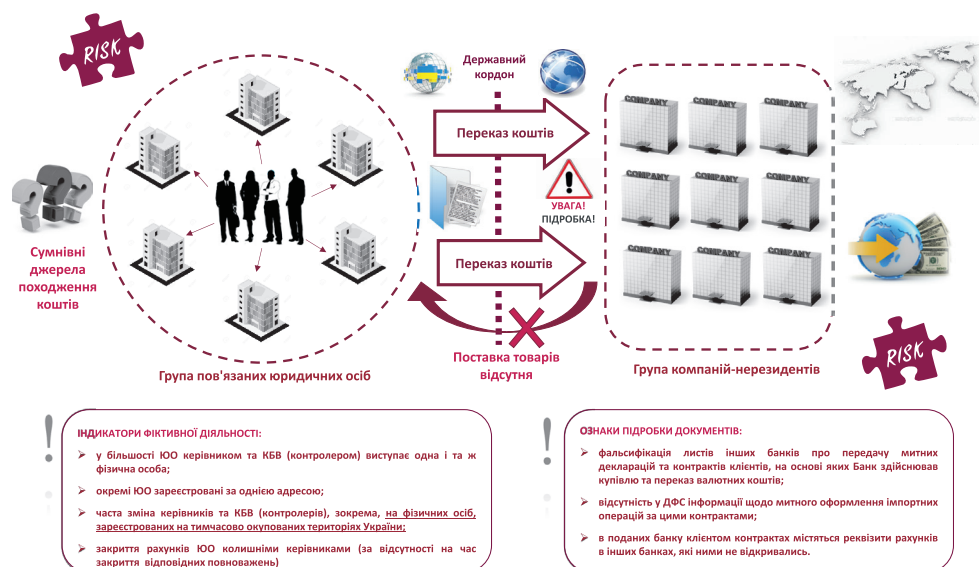 RISK
Державний
кордон
Переказ коштів
COMPANY COMPANY COMPANY
УВАГА!
ПІДРОБКА!
COMPANY COMPANY COMPANY
Сумнівні
джерела
походження
коштів
Переказ коштів
COMPANY COMPANY COMPANY
Поставка товарів
відсутня
RISK
Група пов'язаних юридичних осіб
Група компаній-нерезидентів
ІНДИКАТОРИ ФІКТИВНОЇ ДІЯЛЬНОСТІ:
у більшості ЮО керівником та КБВ (контролером) виступає одна і та ж
фізична особа;
окремі ЮО зареєстровані за однією адресою;
часта зміна керівників та КБВ (контролерів), зокрема, на фізичних осіб,
зареєстрованих на тимчасово окупованих територіях України;
закриття рахунків ЮО колишніми керівниками (за відсутності на час
закриття відповідних повноважень)
ОЗНАКИ ПІДРОБКИ ДОКУМЕНТІВ:
фальсифікація листів інших банків про передачу митних
декларацій та контрактів клієнтів, на основі яких Банк здійснював
купівлю та переказ валютних коштів;
відсутність у ДФС інформації щодо митного оформлення імпортних
операцій за цими контрактами;
в поданих банку клієнтом контрактах містяться реквізити рахунків
в інших банках, які ними не відкривались.